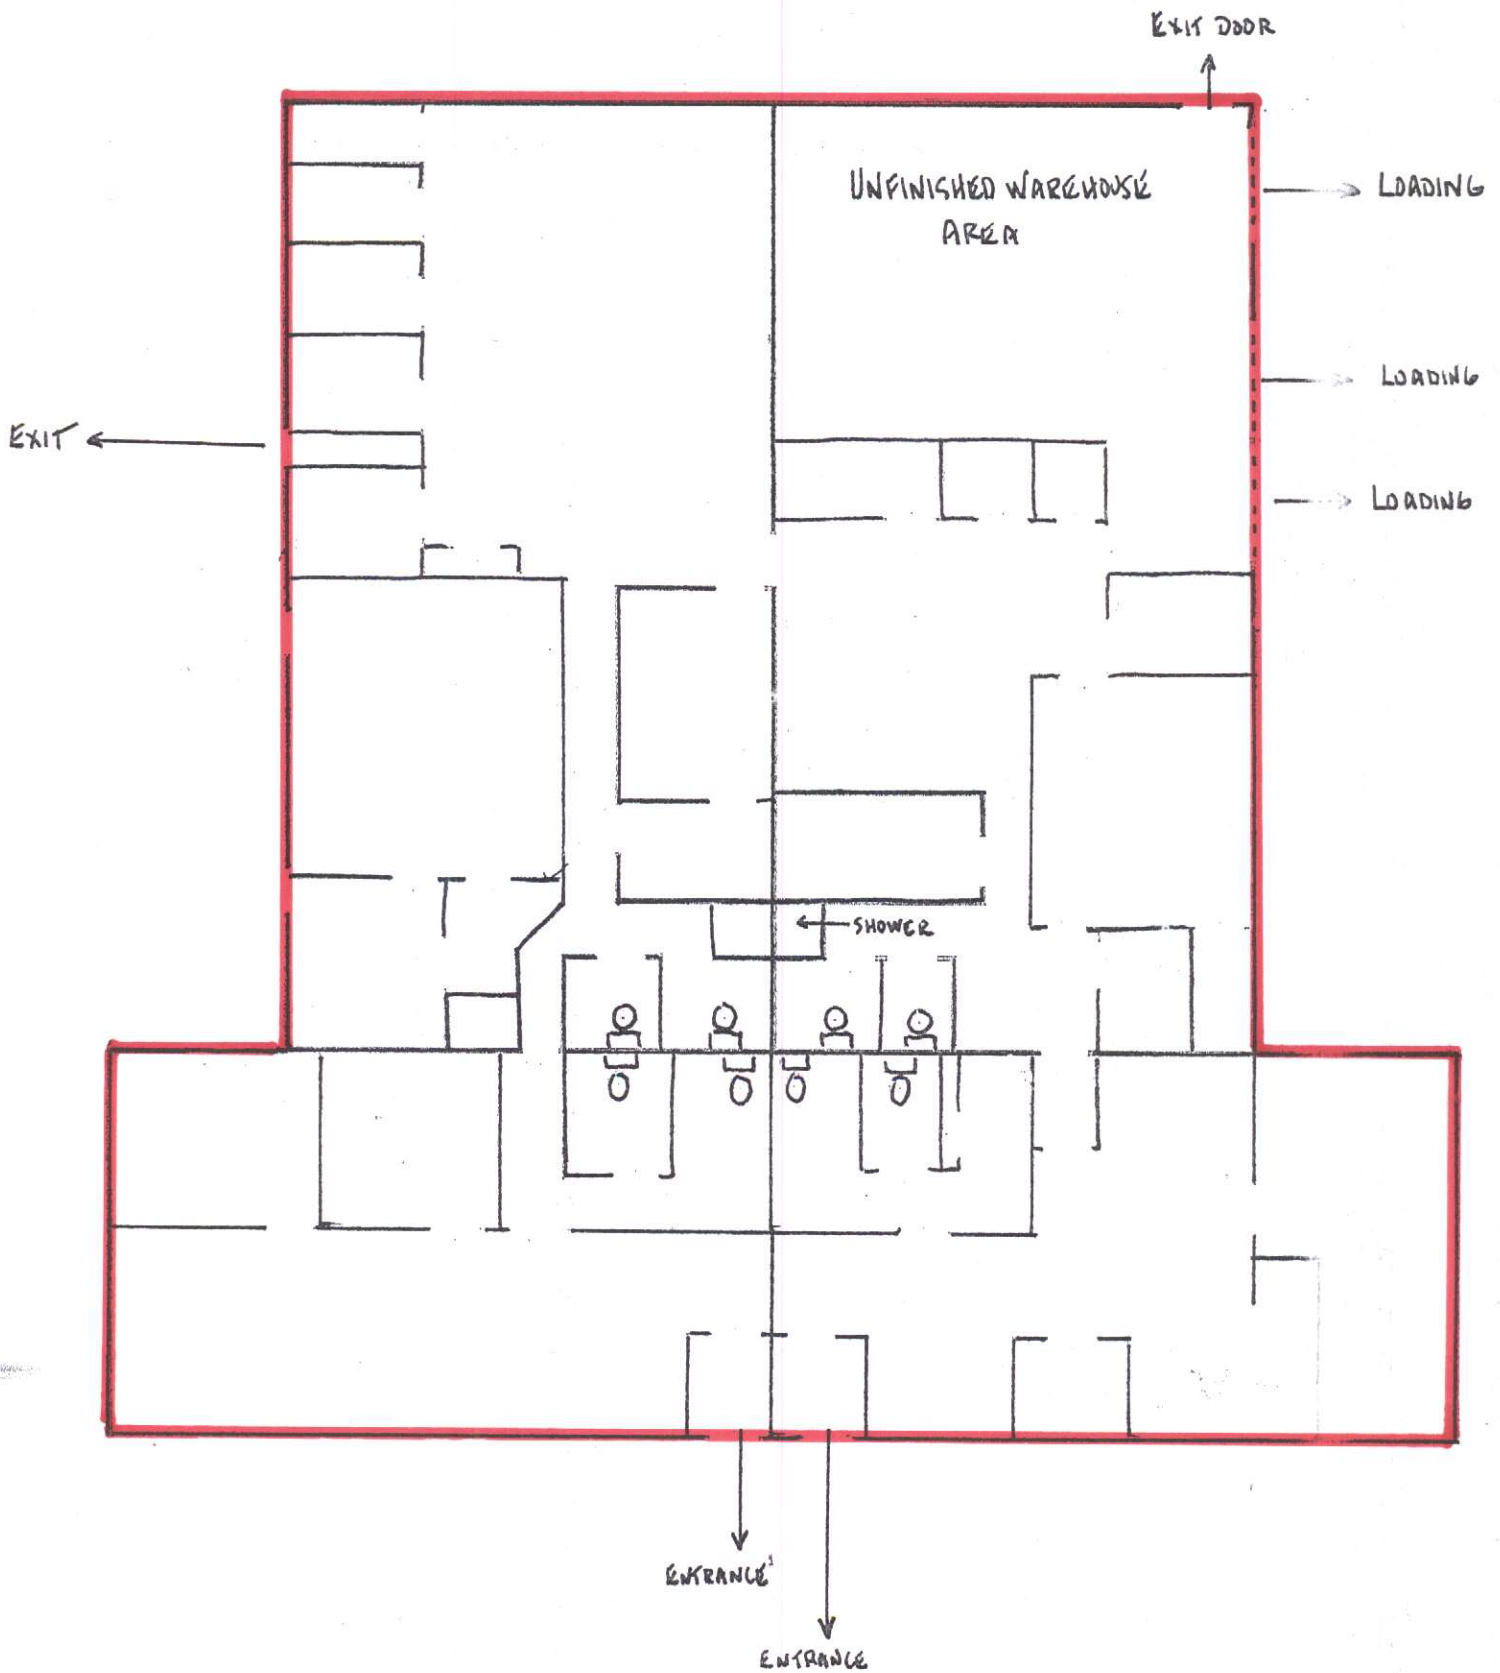 EXIT DOOR
UNFINISHED WAREHOUSE
AREA
LOADING
LOADING
EXIT
LOADING
SHOWER
ENTRANCE
ENTRANCE